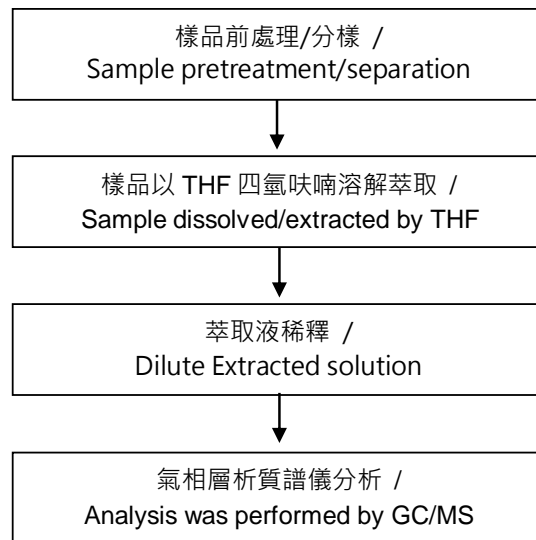 樣品前處理/分樣 /
Sample pretreatment/separation
樣品以 THF 四氫呋喃溶解萃取 /
Sample dissolved/extracted by THF
萃取液稀釋 /
Dilute Extracted solution
氣相層析質譜儀分析 /
Analysis was performed by GC/MS